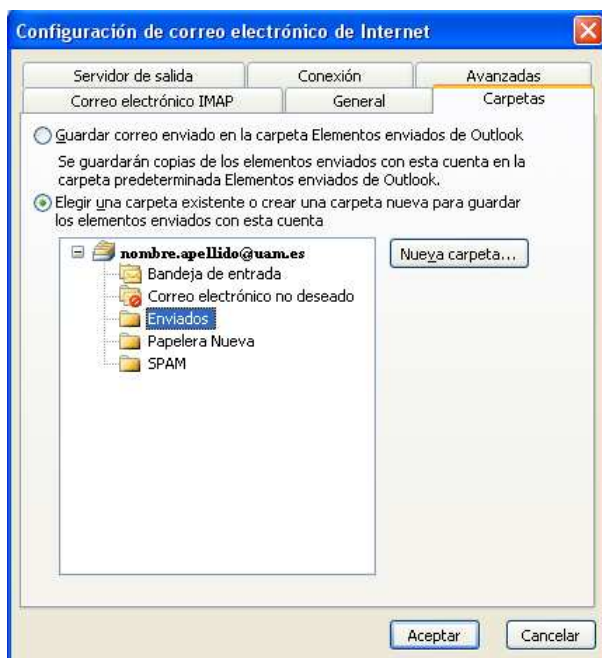 Configuración de correo electrónico de Internet
Servidor de salida
Conexión
Avanzadas
Correo electrónico IMAP
General
Carpetas
Guardar correo enviado en la carpeta Elementos enviados de Outlook
Se guardarán copias de los elementos enviados con esta cuenta en la
carpeta predeterminada Elementos enviados de Outlook.
Elegir una carpeta existente o crear una carpeta nueva para guardar
los elementos enviados con esta cuenta
nombre.apellido@uam.es
Nueva carpeta...
Bandeja de entrada
Correo electrónico no deseado
Enviados
Papelera Nueva
SPAM
Aceptar
Cancelar